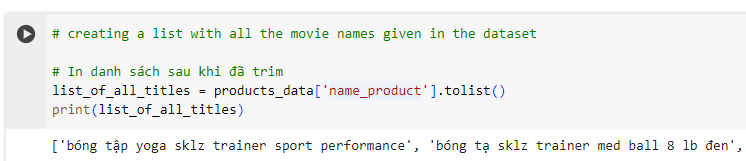 # creating a list with all the movie names given in the dataset
# In danh sách sau khi đã trim
list_of_all_titles = products_data['name_product'].tolist()
print(list_of_all_titles)
['bóng tập yoga sklz trainer sport performance', 'bóng tạ sklz trainer med ball 8 lb đen',